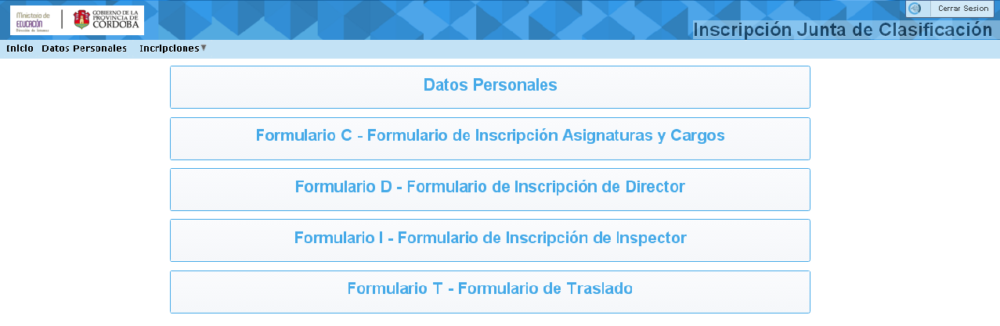 Ministerio de
EDUCACIÓN
GOBIERNO DE LA
PROVINCIA DE
CORDOBA
Cerrar Sesion
Inscripción Junta de Clasificación
Inicio Datos Personales Incripciones
Datos Personales
Formulario C - Formulario de Inscripción Asignaturas y Cargos
Formulario D - Formulario de Inscripción de Director
Formulario I - Formulario de Inscripción de Inspector
Formulario T - Formulario de Traslado